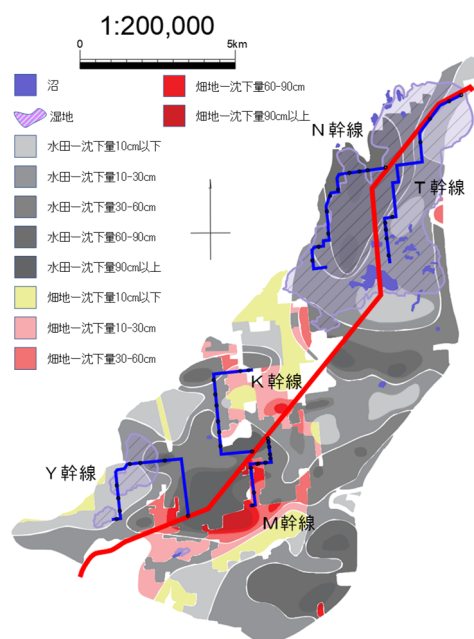 1:200,000
0 5km
沼
湿地
水田ー沈下量10cm以下
水田ー沈下量10-30cm
水田ー沈下量30-60cm
水田ー沈下量60-90cm
水田ー沈下量90cm以上
畑地ー沈下量10cm以下
畑地ー沈下量10-30cm
畑地ー沈下量30-60cm
畑地ー沈下量60-90cm
畑地ー沈下量90cm以上
N幹線
T幹線
K幹線
Y幹線
M幹線